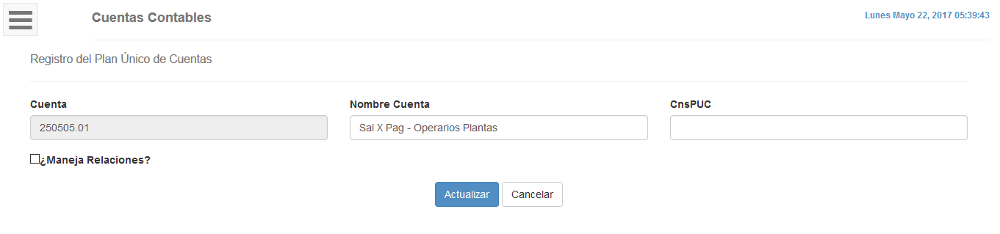 Cuentas Contables
Lunes Mayo 22, 2017 05:39:43
Registro del Plan Único de Cuentas
Cuenta
Nombre Cuenta
CnsPUC
250505.01
Sal X Pag - Operarios Plantas
¿Maneja Relaciones?
Actualizar
Cancelar